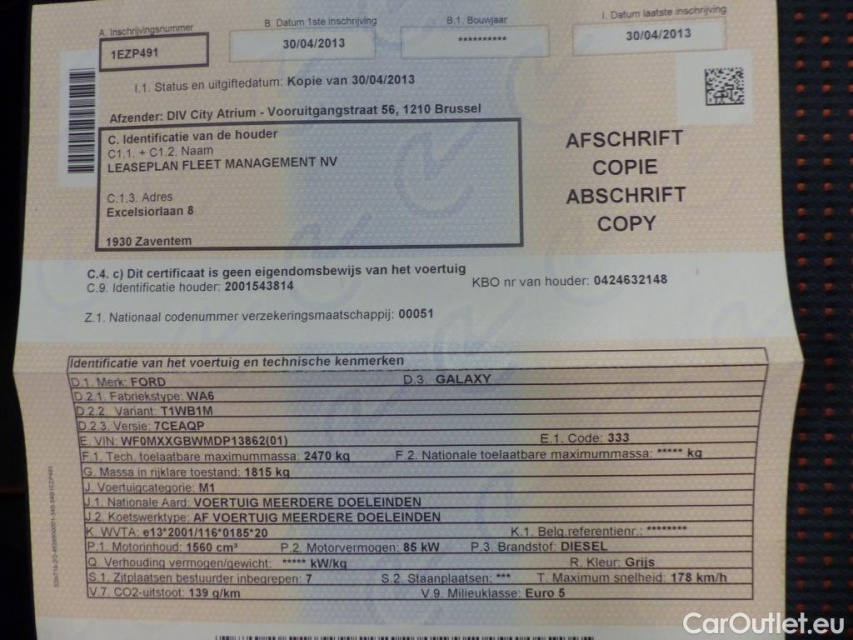 A. Inschrijvingsnummer B. Datum 1ste inschrijving B.1. Bouwjaar I. Datum laatste inschrijving
1EZP491 30/04/2013 ********** 30/04/2013
I.1. Status en uitgiftedatum: Kopie van 30/04/2013
Afzender: DIV City Atrium - Vooruitgangstraat 56, 1210 Brussel
C. Identificatie van de houder
C1.1. + C1.2. Naam
LEASEPLAN FLEET MANAGEMENT NV
C.1.3. Adres
Excelsiorlaan 8
1930 Zaventem
AFSCHRIFT
COPIE
ABSCHRIFT
COPY
C.4. c) Dit certificaat is geen eigendomsbewijs van het voertuig
C.9. Identificatie houder: 2001543814 KBO nr van houder: 0424632148
Z.1. Nationaal codenummer verzekeringsmaatschappij: 00051
Identificatie van het voertuig en technische kenmerken
D.1. Merk: FORD D.3. GALAXY
D.2.1. Fabriekstype: WA6
D.2.2. Variant: T1WB1M
D.2.3. Versie: 7CEAQP
E. VIN: WF0MXXGBWMDP13862(01) E.1. Code: 333
F.1. Tech. toelaatbare maximummassa: 2470 kg F.2. Nationale toelaatbare maximummassa: ***** kg
G. Massa in rijklare toestand: 1815 kg
J. Voertuigcategorie: M1
J.1. Nationale Aard: VOERTUIG MEERDERE DOELEINDEN
J.2. Koetswerktype: AF VOERTUIG MEERDERE DOELEINDEN
K. WVTA: e13*2001/116*0185*20 K.1. Belg.referentienr.: ********
P.1. Motorinhoud: 1560 cm³ P.2. Motorvermogen: 85 kW P.3. Brandstof: DIESEL
Q. Verhouding vermogen/gewicht: ***** kW/kg R. Kleur: Grijs
S.1. Zitplaatsen bestuurder inbegrepen: 7 S.2. Staanplaatsen: *** T. Maximum snelheid: 178 km/h
V.7. CO2-uitstoot: 139 g/km V.9. Milieuklasse: Euro 5
CarOutlet.eu